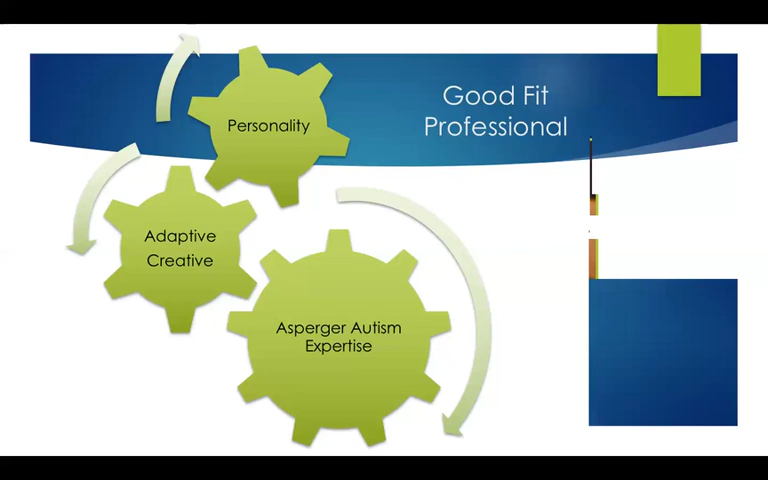 Good Fit
Professional
Personality
Adaptive
Creative
Asperger Autism
Expertise